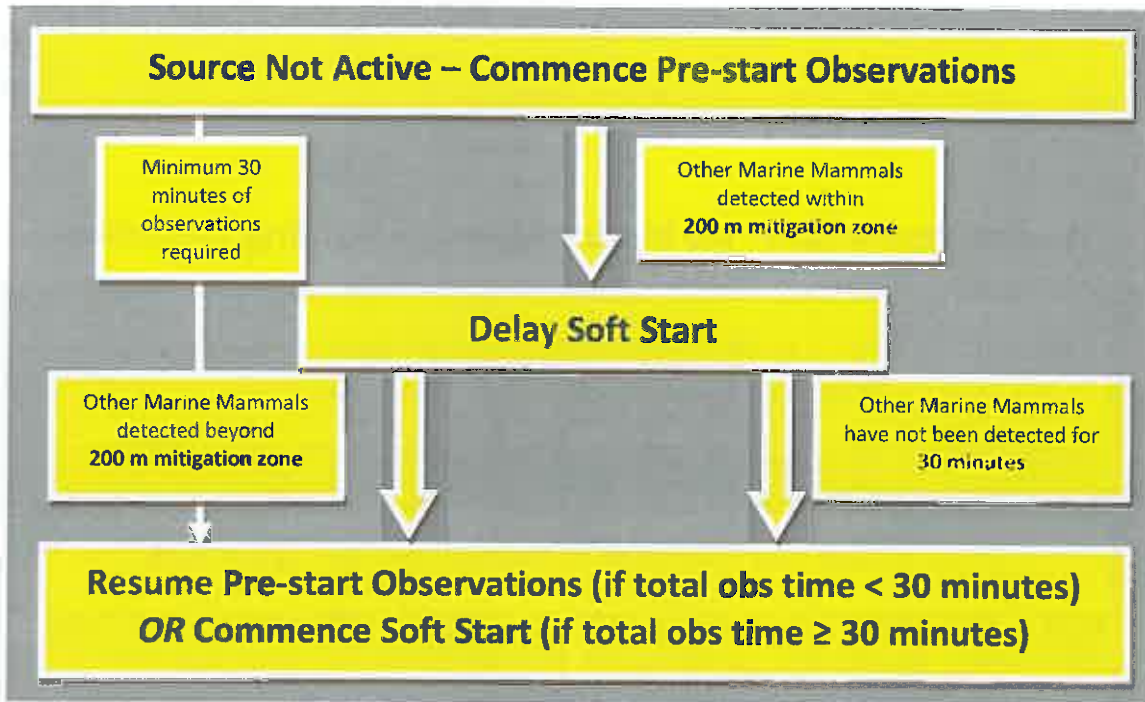 Source Not Active – Commence Pre-start Observations
Minimum 30
minutes of
observations
required
Other Marine Mammals
detected within
200 m mitigation zone
Delay Soft Start
Other Marine Mammals
detected beyond
200 m mitigation zone
Other Marine Mammals
have not been detected for
30 minutes
Resume Pre-start Observations (if total obs time < 30 minutes)
OR Commence Soft Start (if total obs time ≥ 30 minutes)